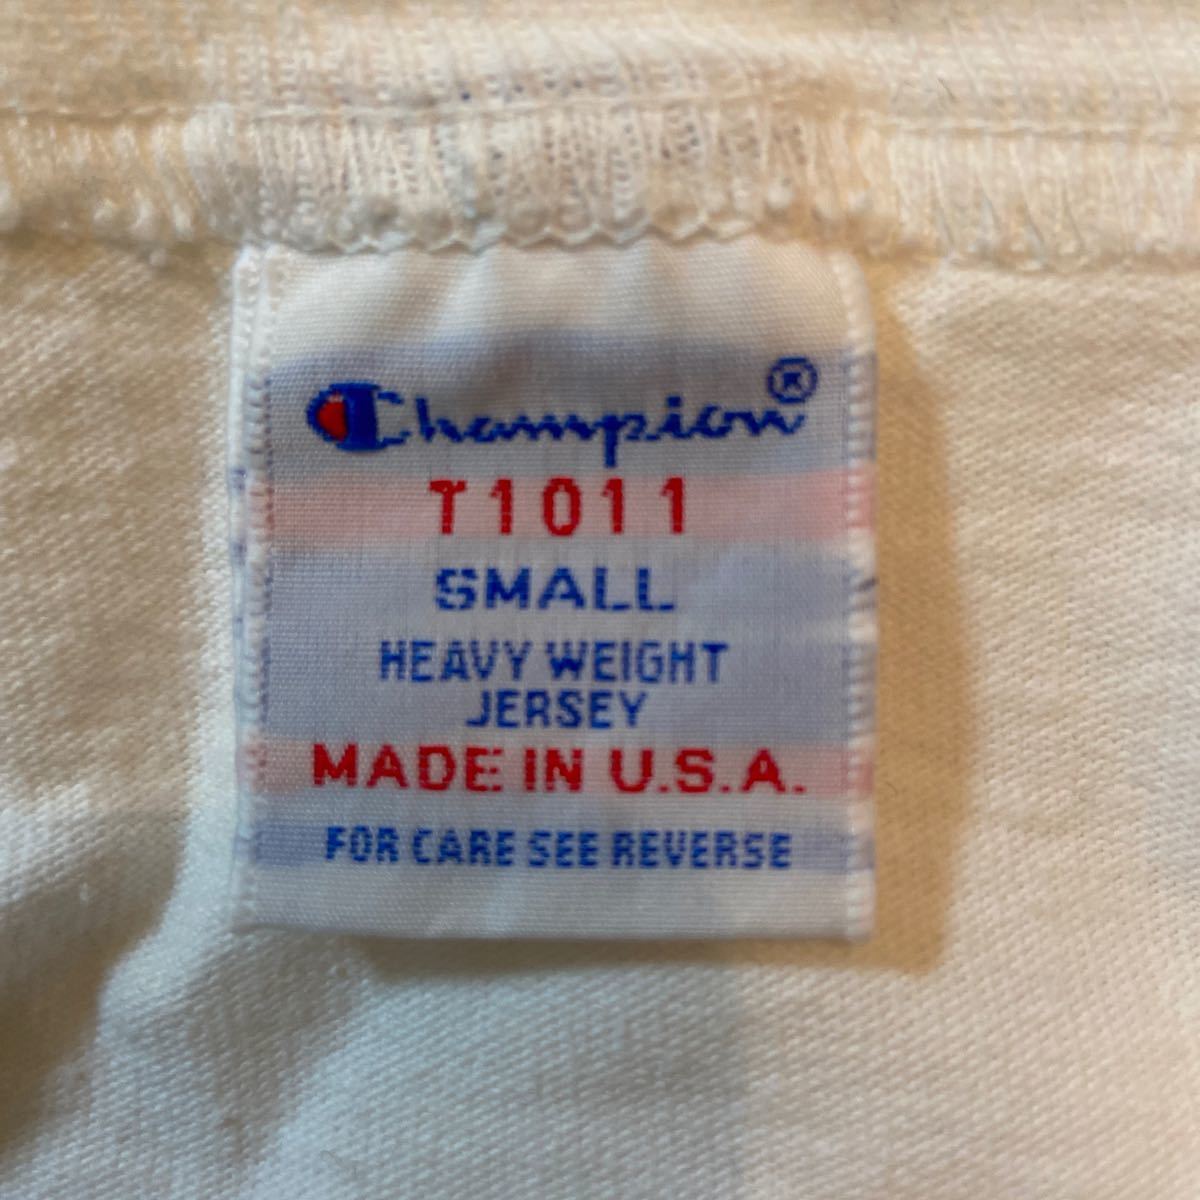 Champion®
T1011
SMALL
HEAVY WEIGHT
JERSEY
MADE IN U.S.A.
FOR CARE SEE REVERSE